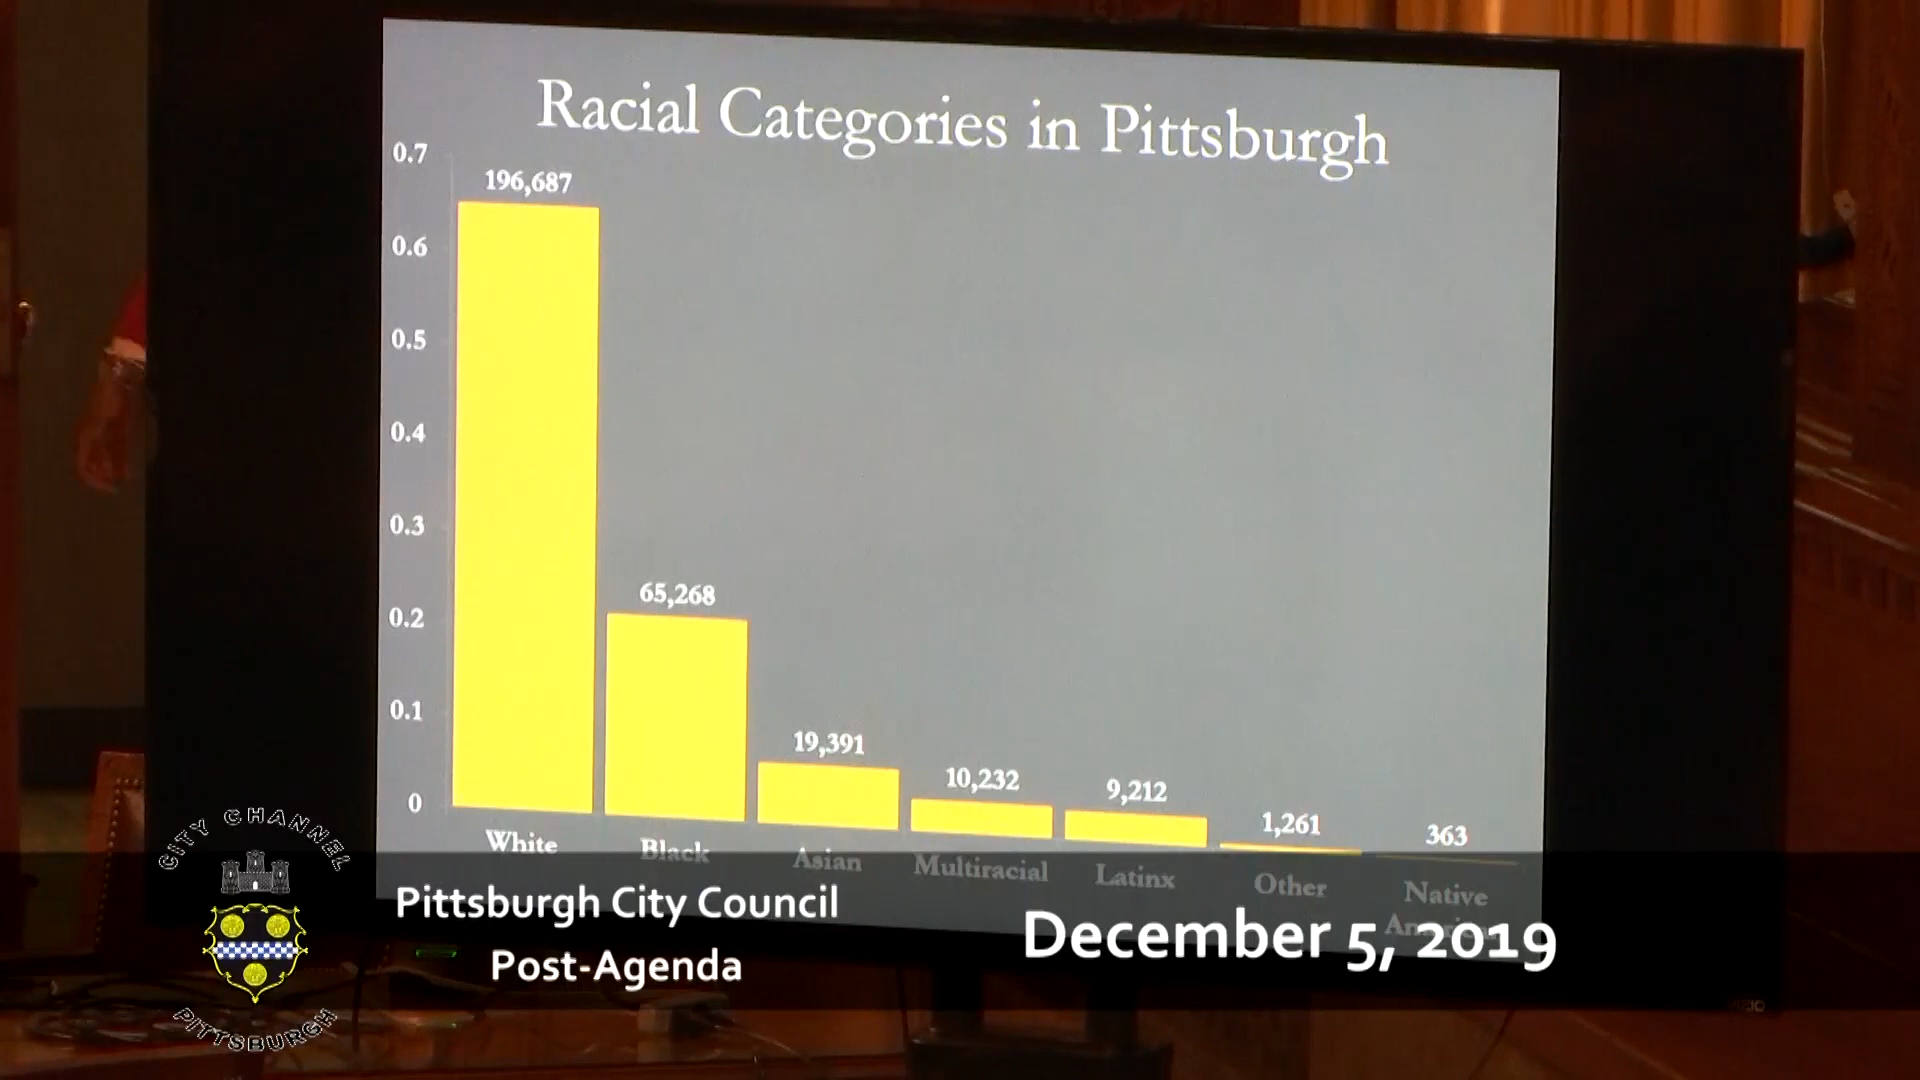 Racial Categories in Pittsburgh
0.7
196,687
0.6
0.5
0.4
0.3
65,268
0.2
0.1
19,391
10,232
9,212
1,261
363
0
White
Black
Asian
Multiracial
Latinx
Other
Native
American
CITY CHANNEL
PITTSBURGH
Pittsburgh City Council
Post-Agenda
December 5, 2019
VIZIO